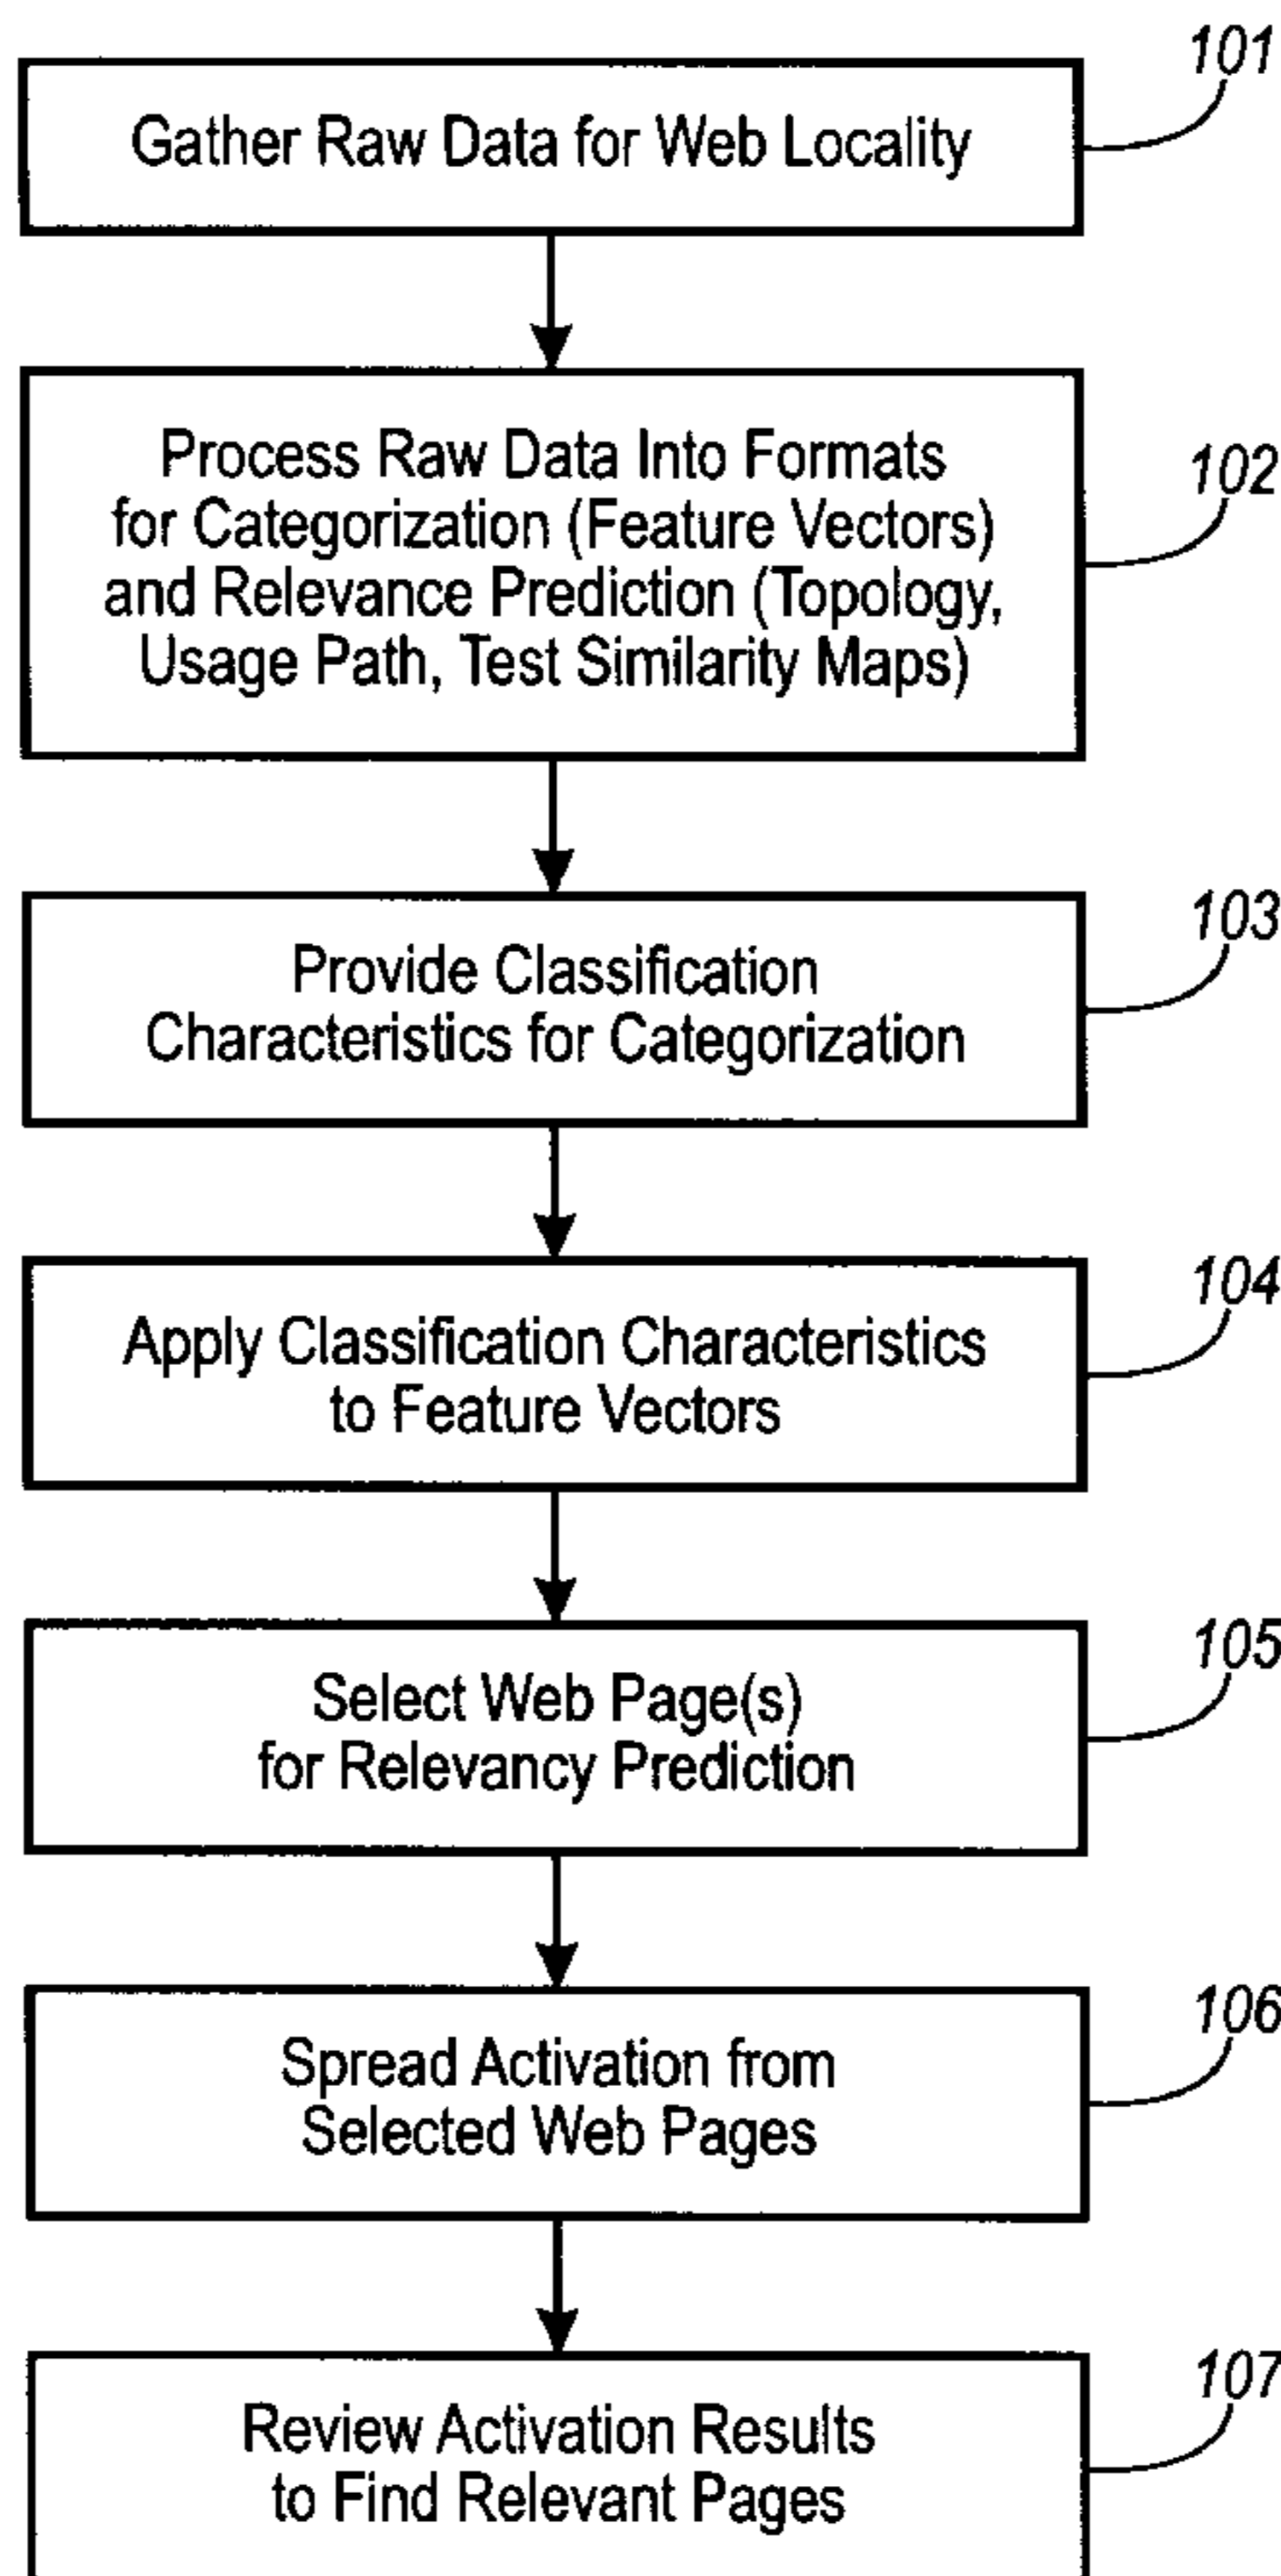 101
Gather Raw Data for Web Locality
Process Raw Data Into Formats
for Categorization (Feature Vectors)
and Relevance Prediction (Topology,
Usage Path, Test Similarity Maps)
102
Provide Classification
Characteristics for Categorization
103
Apply Classification Characteristics
to Feature Vectors
104
Select Web Page(s)
for Relevancy Prediction
105
Spread Activation from
Selected Web Pages
106
Review Activation Results
to Find Relevant Pages
107